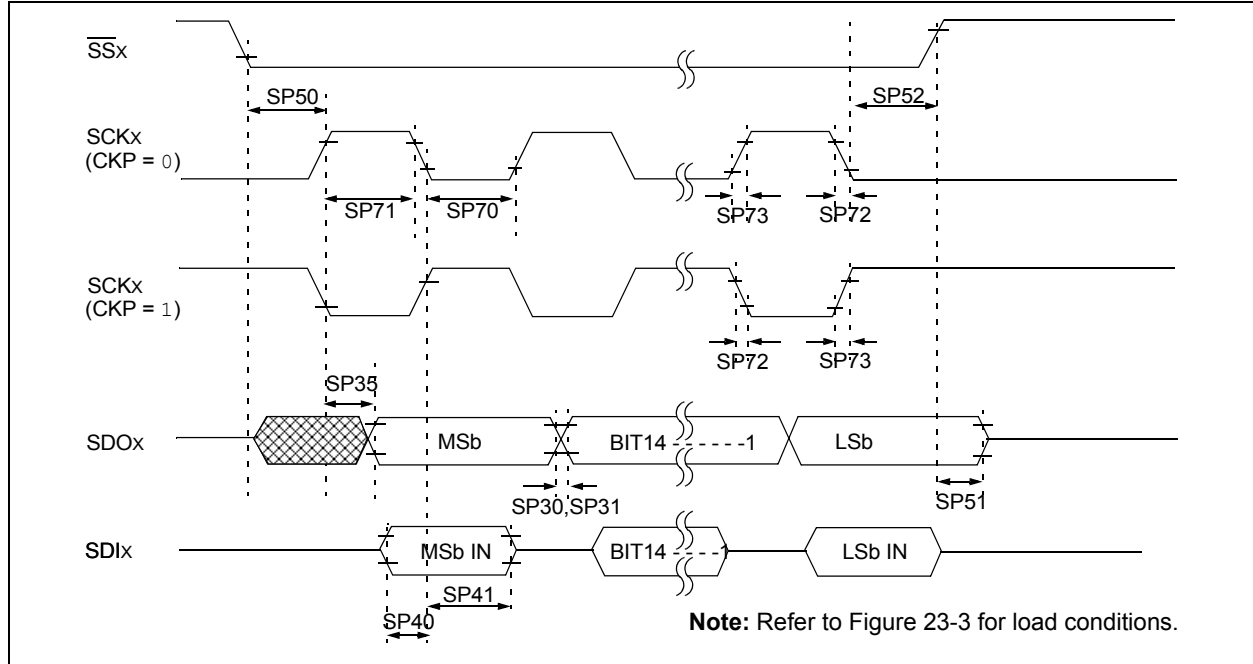 SSX
SP50
SP52
SCKX
(CKP = 0)
SP71
SP70
SP73
SP72
SCKX
(CKP = 1)
SP72
SP73
SP35
SDOX
MSb
BIT14 - - - - - -1
LSb
SP30,SP31
SP51
SDIX
MSb IN
BIT14 - - - - -1
LSb IN
SP41
SP40
Note: Refer to Figure 23-3 for load conditions.